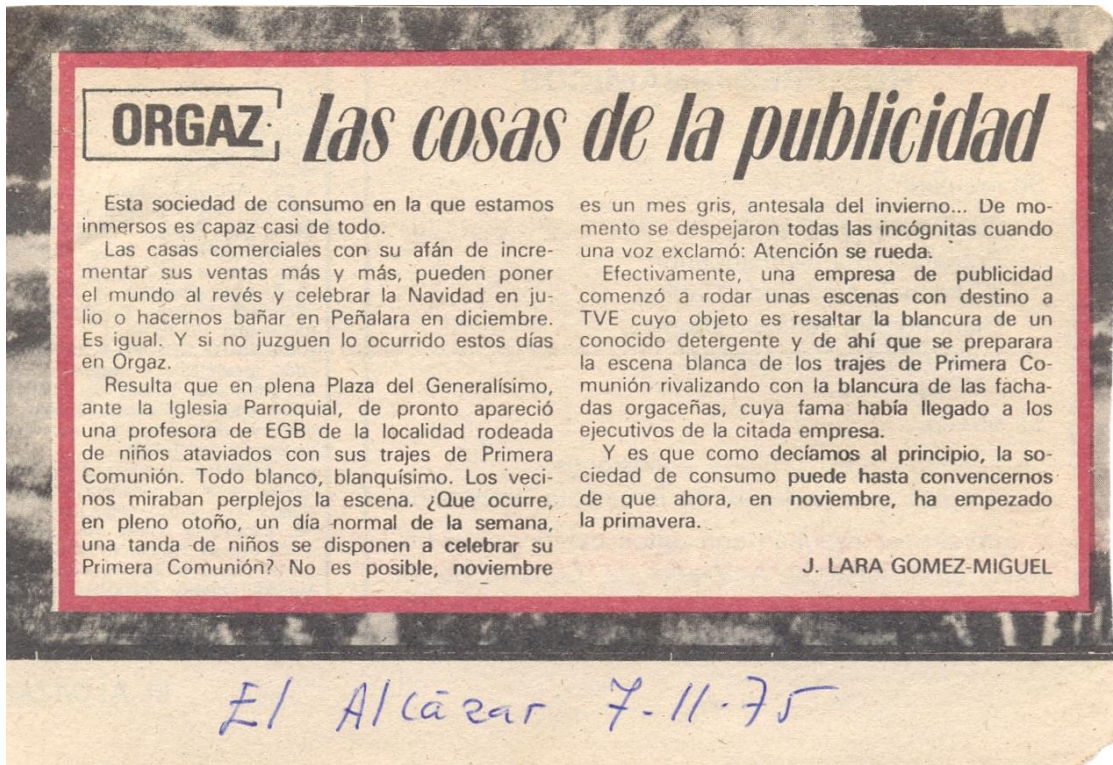 ORGAZ Las cosas de la publicidad
Esta sociedad de consumo en la que estamos
inmersos es capaz casi de todo.
Las casas comerciales con su afán de incre-
mentar sus ventas más y más, pueden poner
el mundo al revés y celebrar la Navidad en ju-
lio o hacernos bañar en Peñalara en diciembre.
Es igual. Y si no juzguen lo ocurrido estos días
en Orgaz.
Resulta que en plena Plaza del Generalísimo,
ante la Iglesia Parroquial, de pronto apareció
una profesora de EGB de la localidad rodeada
de niños ataviados con sus trajes de Primera
Comunión. Todo blanco, blanquísimo. Los veci-
nos miraban perplejos la escena. ¿Que ocurre,
en pleno otoño, un día normal de la semana,
una tanda de niños se disponen a celebrar su
Primera Comunión? No es posible, noviembre
es un mes gris, antesala del invierno... De mo-
mento se despejaron todas las incógnitas cuando
una voz exclamó: Atención se rueda.
Efectivamente, una empresa de publicidad
comenzó a rodar unas escenas con destino a
TVE cuyo objeto es resaltar la blancura de un
conocido detergente y de ahí que se preparara
la escena blanca de los trajes de Primera Co-
munión rivalizando con la blancura de las facha-
das orgaceñas, cuya fama había llegado a los
ejecutivos de la citada empresa.
Y es que como decíamos al principio, la so-
ciedad de consumo puede hasta convencernos
de que ahora, en noviembre, ha empezado
la primavera.
J. LARA GOMEZ-MIGUEL
El Alcázar 7-11-75